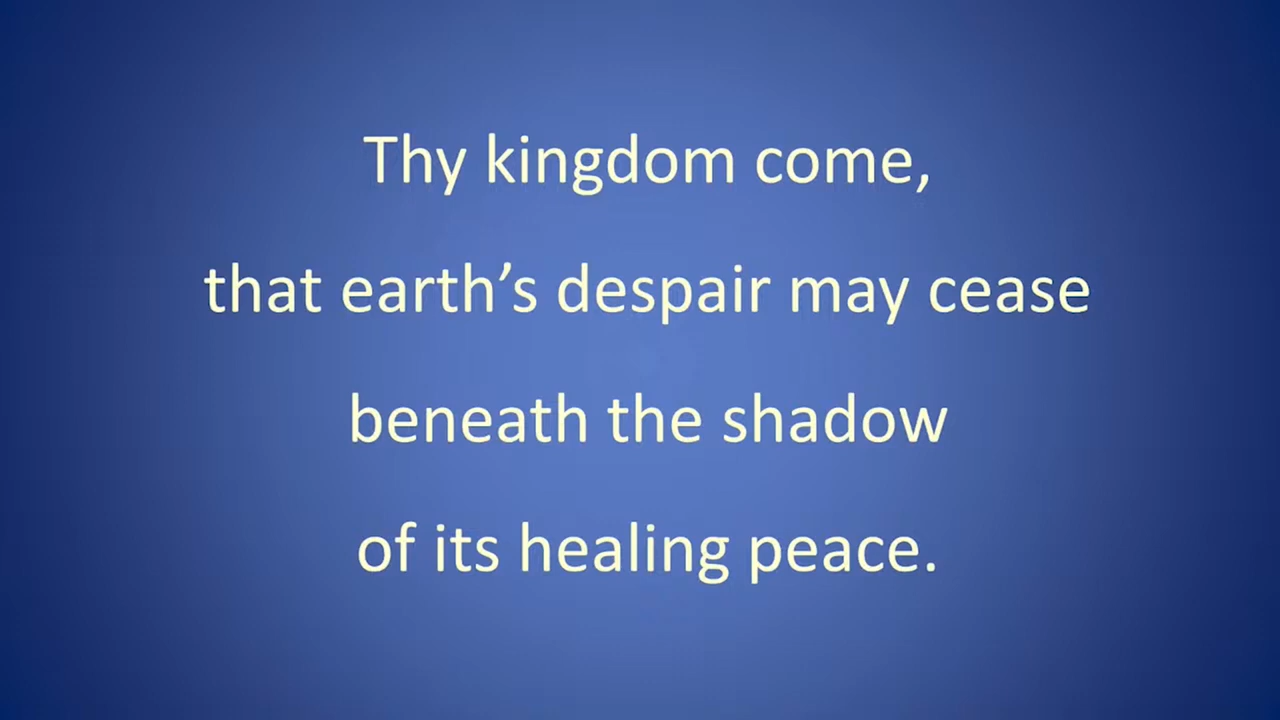 Thy kingdom come,
that earth’s despair may cease
beneath the shadow
of its healing peace.